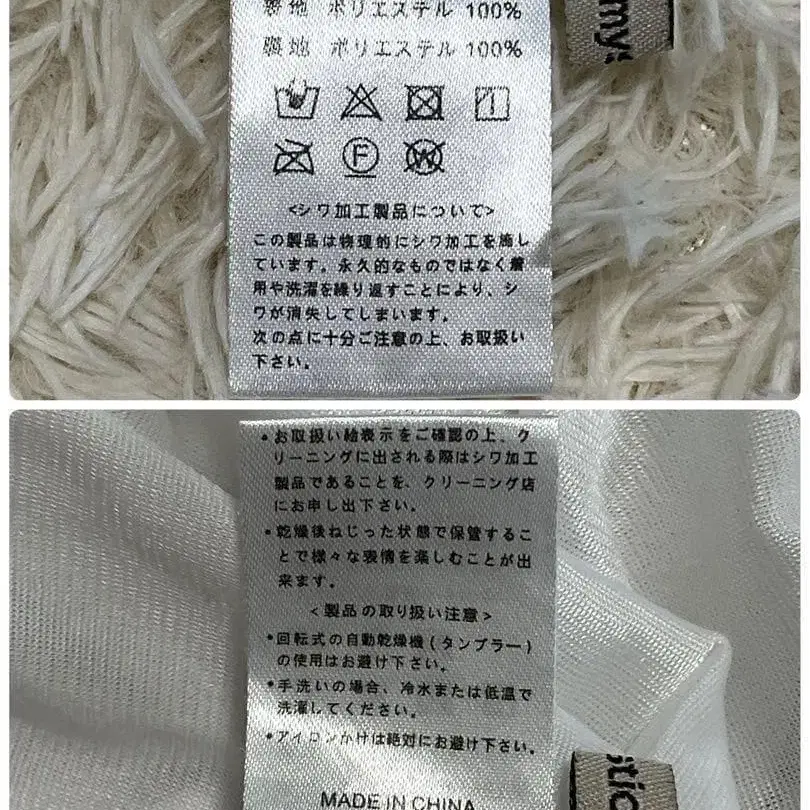 表地 ポリエステル 100%
裏地 ポリエステル 100%
F
W
<シワ加工製品について>
この製品は物理的にシワ加工を施し
ています。永久的なものではなく着
用や洗濯を繰り返すことにより、シ
ワが消失してしまいます。
次の点に十分ご注意の上、お取扱い
下さい。
my
•お取扱い絵表示をご確認の上、ク
リーニングに出される際はシワ加工
製品であることを、クリーニング店
にお申し出下さい。
•乾燥後ねじった状態で保管するこ
とで様々な表情を楽しむことが出
来ます。
<製品の取り扱い注意>
•回転式の自動乾燥機(タンブラー)
の使用はお避け下さい。
•手洗いの場合、冷水または低温で
洗濯してください。
•アイロンかけは絶対にお避け下さい。
MADE IN CHINA
stic